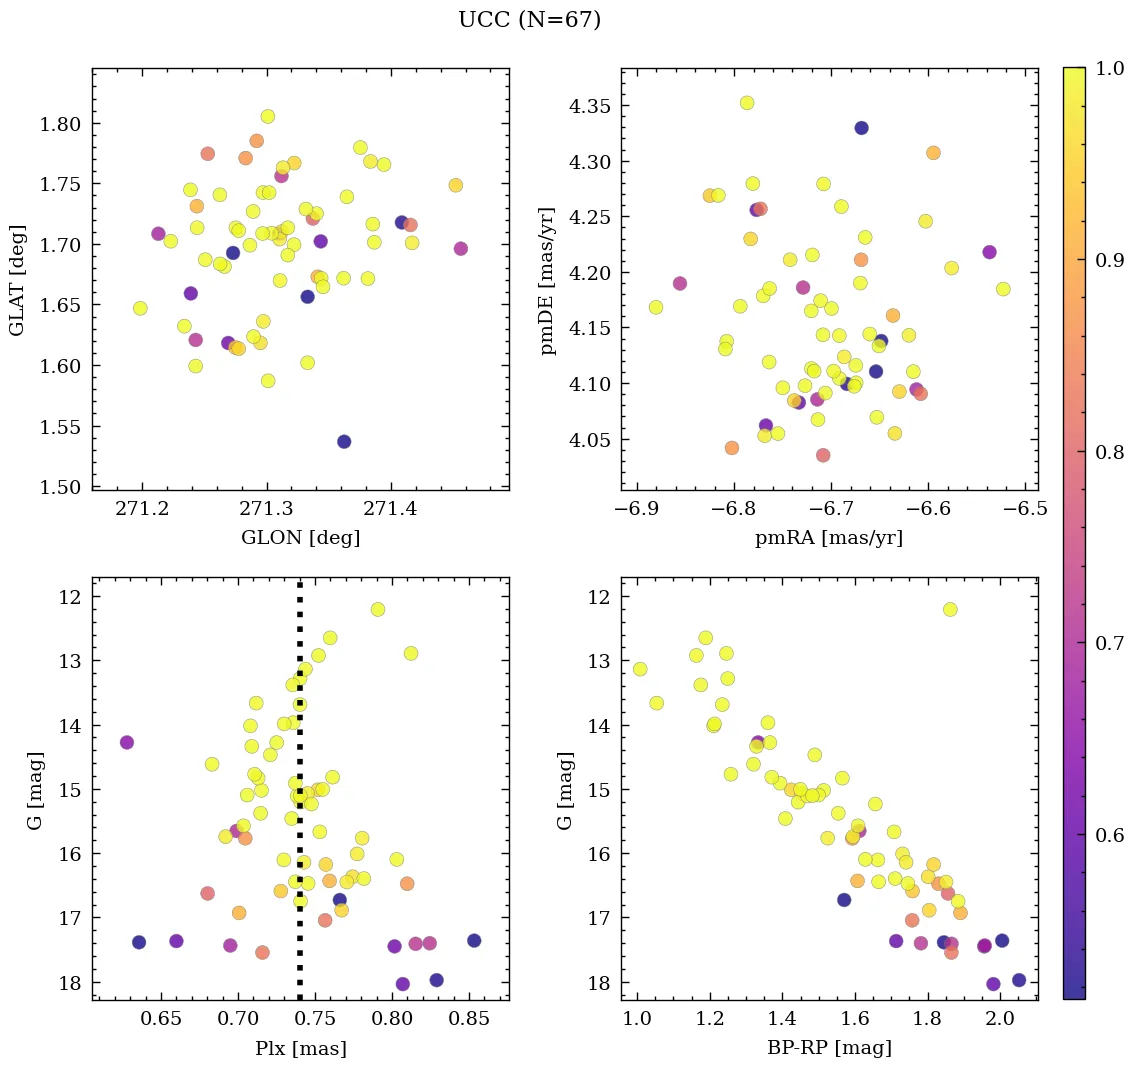 UCC (N=67)
1.80
1.75
1.70
1.65
1.60
1.55
1.50
GLAT [deg]
271.2 271.3 271.4
GLON [deg]
4.35
4.30
4.25
4.20
4.15
4.10
4.05
pmDE [mas/yr]
−6.9 −6.8 −6.7 −6.6 −6.5
pmRA [mas/yr]
1.0
0.9
0.8
0.7
0.6
12
13
14
15
16
17
18
G [mag]
0.65 0.70 0.75 0.80 0.85
Plx [mas]
12
13
14
15
16
17
18
G [mag]
1.0 1.2 1.4 1.6 1.8 2.0
BP-RP [mag]